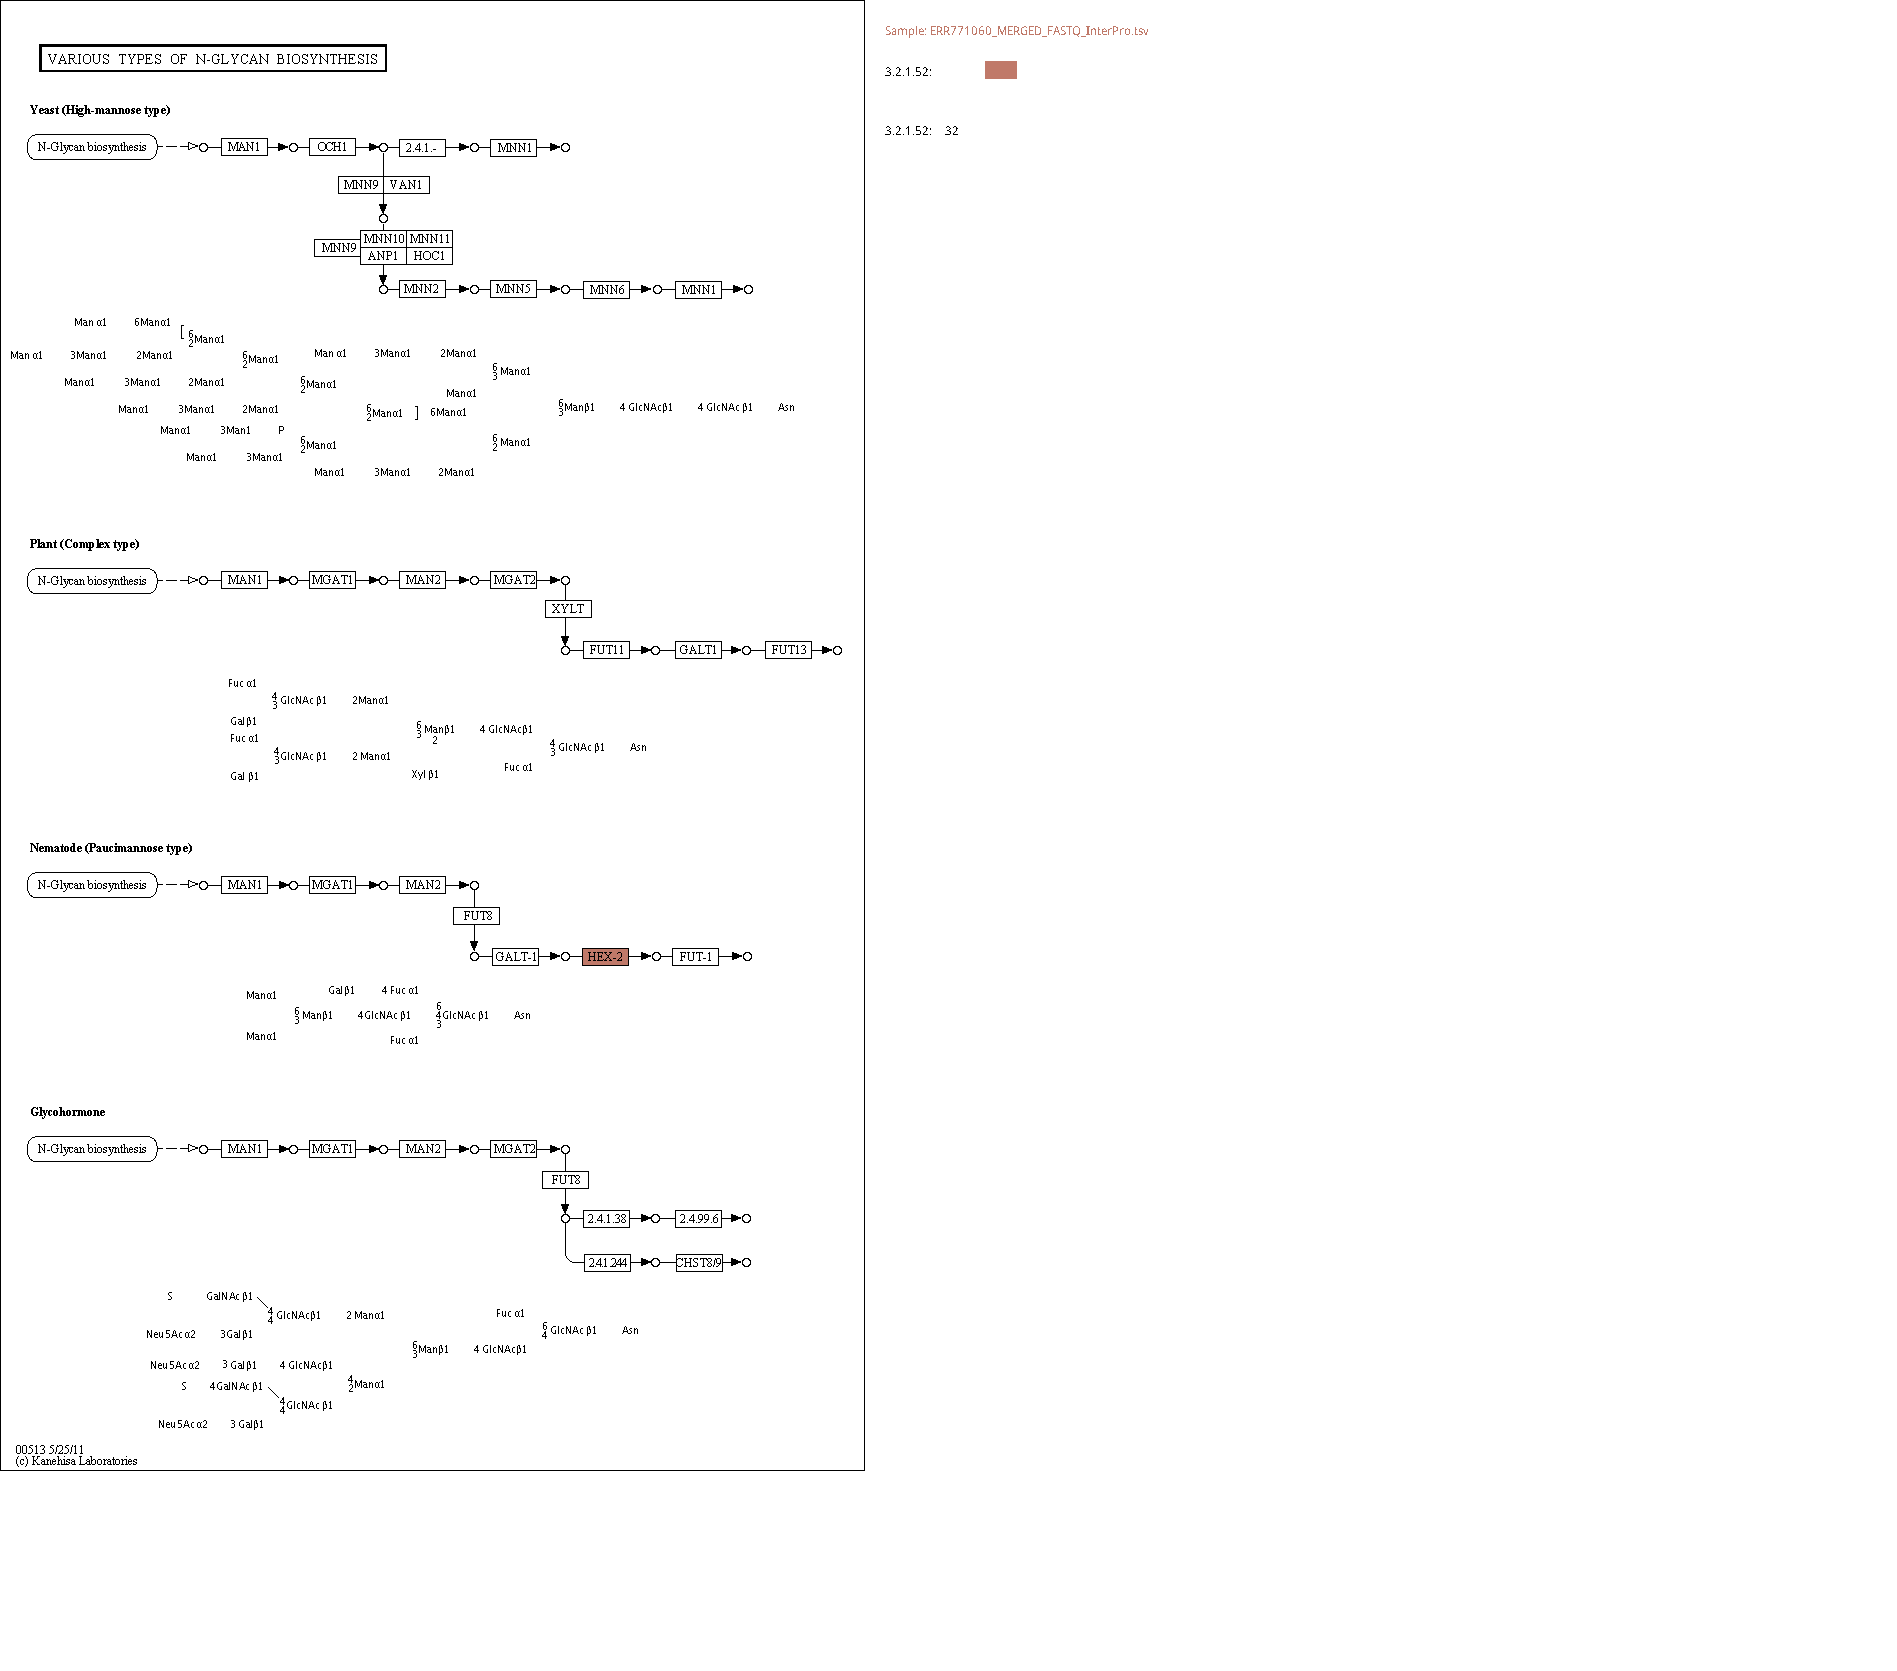 VARIOUS TYPES OF N-GLYCAN BIOSYNTHESIS
Sample: ERR771060_MERGED_FASTQ_InterPro.tsv
3.2.1.52:
3.2.1.52: 32
Yeast (High-mannose type)
N-Glycan biosynthesis MAN1 OCH1 2.4.1.- MNN1
MNN9 VAN1
MNN10 MNN11
MNN9
ANP1 HOC1
MNN2 MNN5 MNN6 MNN1
Man α1 6Manα1
[ 6 2 Manα1
Man α1 3Manα1 2Manα1 6 2 Manα1 Man α1 3Manα1 2Manα1
6 3 Manα1
Manα1 3Manα1 2Manα1 6 2 Manα1
Manα1
Manα1 3Manα1 2Manα1 6 2 Manα1 ] 6Manα1 6 3 Manβ1 4 GlcNAcβ1 4 GlcNAc β1 Asn
Manα1 3Man1 P
6 2 Manα1 6 2 Manα1
Manα1 3Manα1
Manα1 3Manα1 2Manα1
Plant (Complex type)
N-Glycan biosynthesis MAN1 MGAT1 MAN2 MGAT2
XYLT
FUT11 GALT1 FUT13
Fuc α1
4 3 GlcNAc β1 2Manα1
Galβ1
6 3 Manβ1 2 4 GlcNAcβ1
Fuc α1
4 3 GlcNAc β1 Asn
4 3 GlcNAc β1 2 Manα1
Fuc α1
Gal β1 Xyl β1
Nematode (Paucimannose type)
N-Glycan biosynthesis MAN1 MGAT1 MAN2
FUT8
GALT-1 HEX-2 FUT-1
Manα1 Galβ1 4 Fuc α1
6 3 Manβ1 4GlcNAc β1 6 4 3 GlcNAc β1 Asn
Manα1 Fuc α1
Glycohormone
N-Glycan biosynthesis MAN1 MGAT1 MAN2 MGAT2
FUT8
2.4.1.38 2.4.99.6
2.4.1.244 CHST8/9
S GalNAc β1
4 4 GlcNAcβ1 2 Manα1 Fuc α1
Neu5Ac α2 3Galβ1 6 4 GlcNAc β1 Asn
6 3 Manβ1 4 GlcNAcβ1
Neu5Ac α2 3 Galβ1 4 GlcNAcβ1
S 4GalNAc β1 4 2 Manα1
4 4 GlcNAc β1
Neu5Ac α2 3 Galβ1
00513 5/25/11
(c) Kanehisa Laboratories